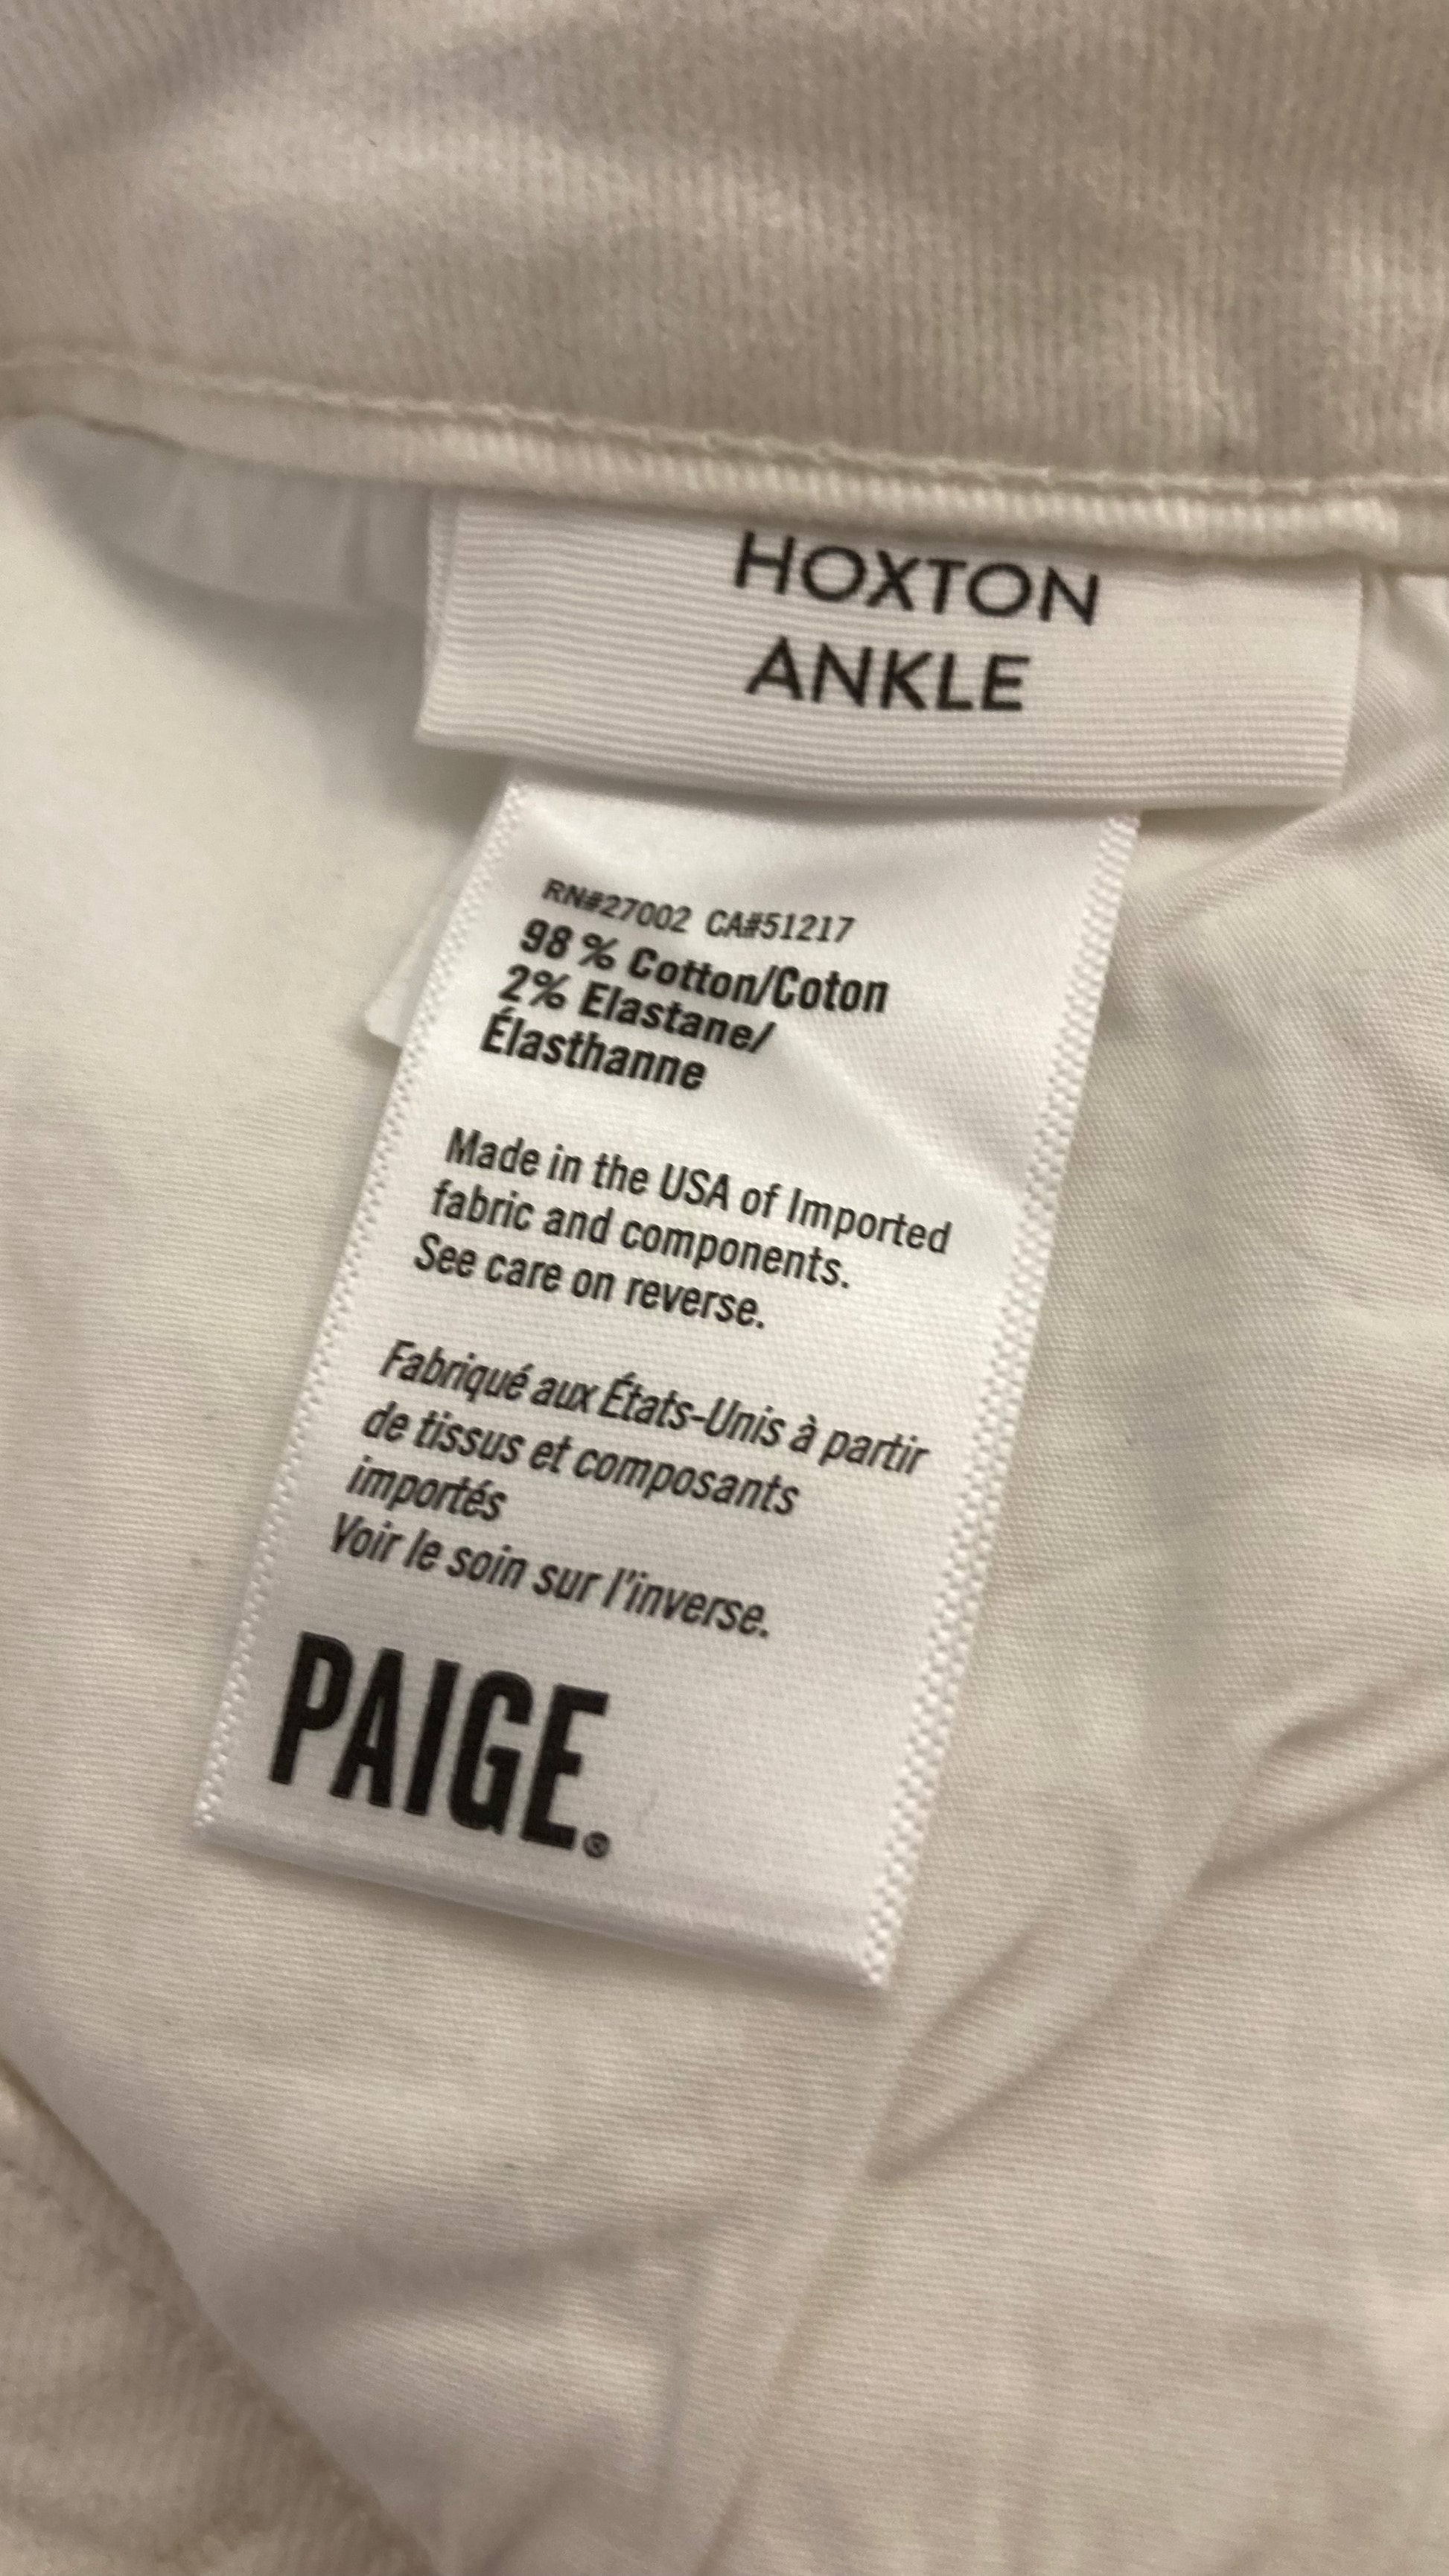 HOXTON
ANKLE
RN#27002 CA#51217
98% Cotton/Coton
2% Elastane/
Élasthanne
Made in the USA of Imported
fabric and components.
See care on reverse.
Fabriqué aux États-Unis à partir
de tissus et composants
importés
Voir le soin sur l'inverse.
PAIGE®